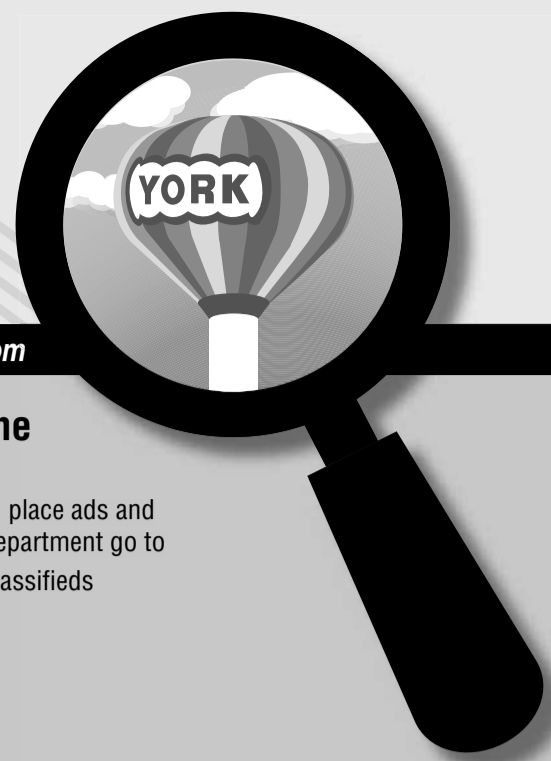 YORK
om
ne
place ads and
epartment go to
assifieds